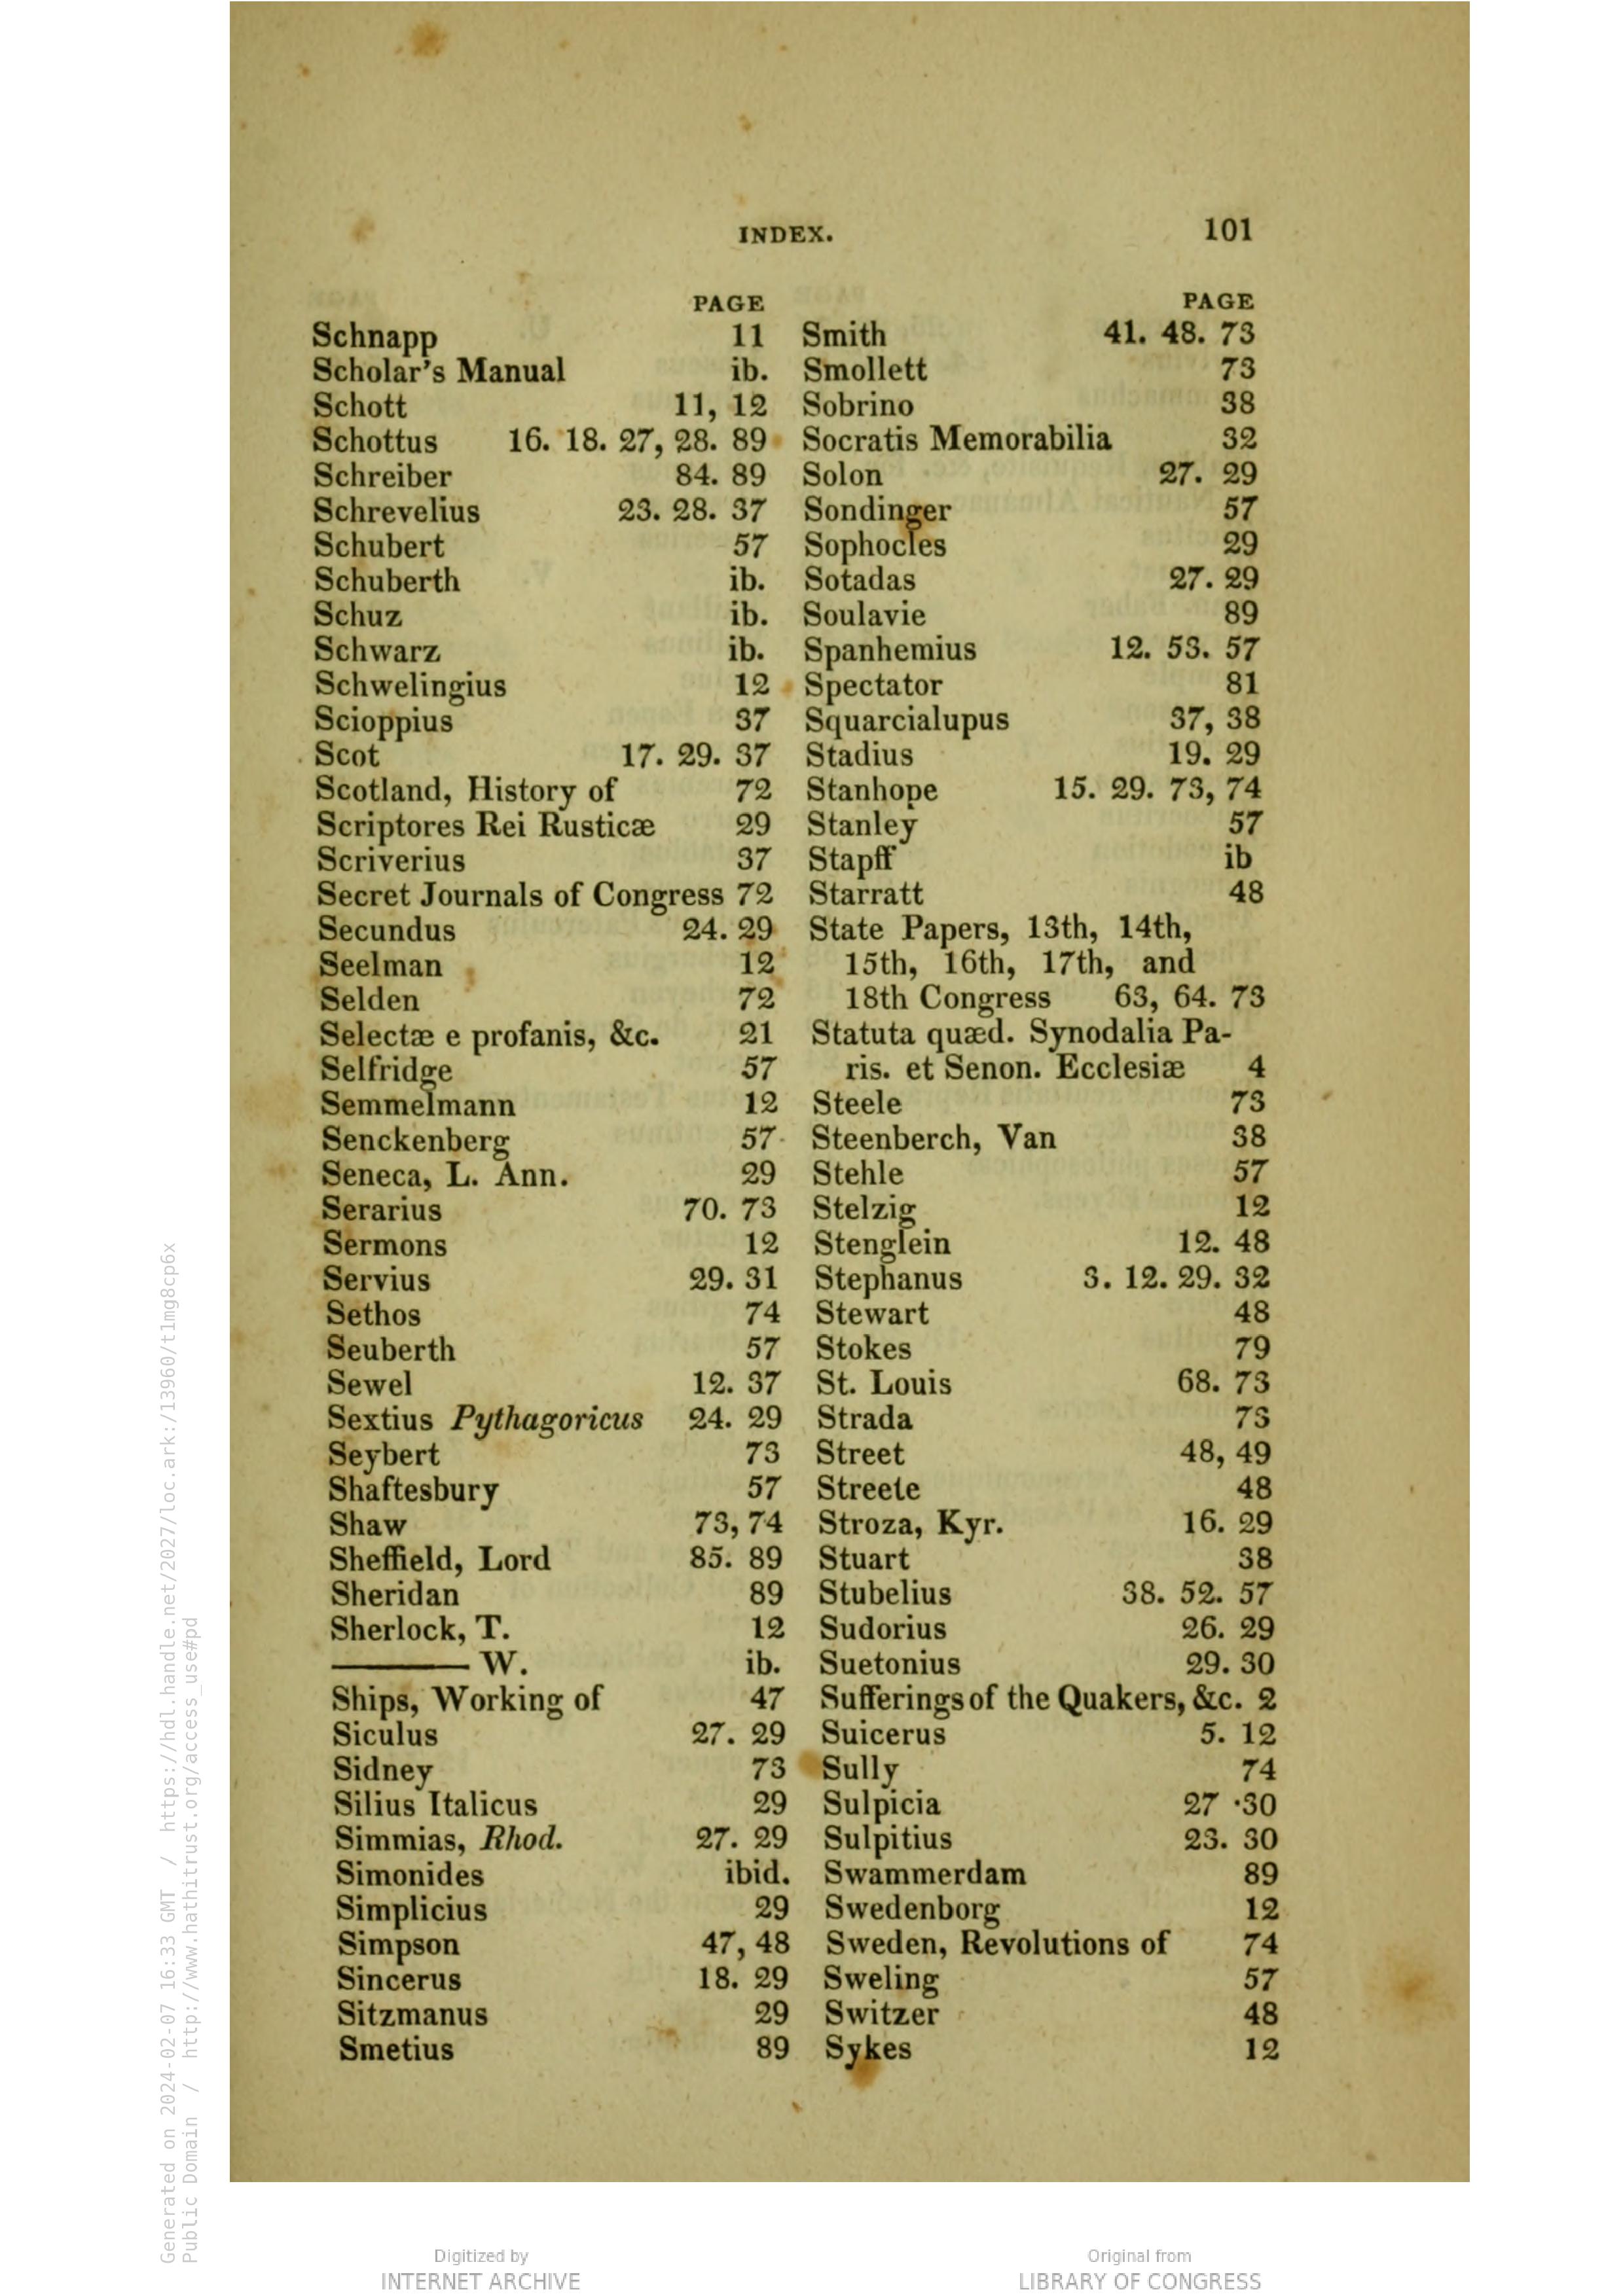 INDEX. 101
PAGE
Schnapp 11
Scholar's Manual ib.
Schott 11, 12
Schottus 16. 18. 27, 28. 89
Schreiber 84. 89
Schrevelius 23. 28. 37
Schubert 57
Schuberth ib.
Schuz ib.
Schwarz ib.
Schwelingius 12
Scioppius 37
Scot 17. 29. 37
Scotland, History of 72
Scriptores Rei Rusticæ 29
Scriverius 37
Secret Journals of Congress 72
Secundus 24. 29
Seelman 12
Selden 72
Selectæ e profanis, &c. 21
Selfridge 57
Semmelmann 12
Senckenberg 57
Seneca, L. Ann. 29
Serarius 70. 73
Sermons 12
Servius 29. 31
Sethos 74
Seuberth 57
Sewel 12. 37
Sextius Pythagoricus 24. 29
Seybert 73
Shaftesbury 57
Shaw 73, 74
Sheffield, Lord 85. 89
Sheridan 89
Sherlock, T. 12
——— W. ib.
Ships, Working of 47
Siculus 27. 29
Sidney 73
Silius Italicus 29
Simmias, Rhod. 27. 29
Simonides ibid.
Simplicius 29
Simpson 47, 48
Sincerus 18. 29
Sitzmanus 29
Smetius 89
PAGE
Smith 41. 48. 73
Smollett 73
Sobrino 38
Socratis Memorabilia 32
Solon 27. 29
Sondinger 57
Sophocles 29
Sotadas 27. 29
Soulavie 89
Spanhemius 12. 53. 57
Spectator 81
Squarcialupus 37, 38
Stadius 19. 29
Stanhope 15. 29. 73, 74
Stanley 57
Stapff ib
Starratt 48
State Papers, 13th, 14th,
15th, 16th, 17th, and
18th Congress 63, 64. 73
Statuta quæd. Synodalia Pa-
ris. et Senon. Ecclesiæ 4
Steele 73
Steenberch, Van 38
Stehle 57
Stelzig 12
Stenglein 12. 48
Stephanus 3. 12. 29. 32
Stewart 48
Stokes 79
St. Louis 68. 73
Strada 73
Street 48, 49
Streete 48
Stroza, Kyr. 16. 29
Stuart 38
Stubelius 38. 52. 57
Sudorius 26. 29
Suetonius 29. 30
Sufferings of the Quakers, &c. 2
Suicerus 5. 12
Sully 74
Sulpicia 27 ·30
Sulpitius 23. 30
Swammerdam 89
Swedenborg 12
Sweden, Revolutions of 74
Sweling 57
Switzer 48
Sykes 12
Generated on 2024-02-07 16:33 GMT / https://hdl.handle.net/2027/loc.ark:/13960/t1mg8cp6x
Public Domain / http://www.hathitrust.org/access_use#pd
Digitized by
INTERNET ARCHIVE
Original from
LIBRARY OF CONGRESS